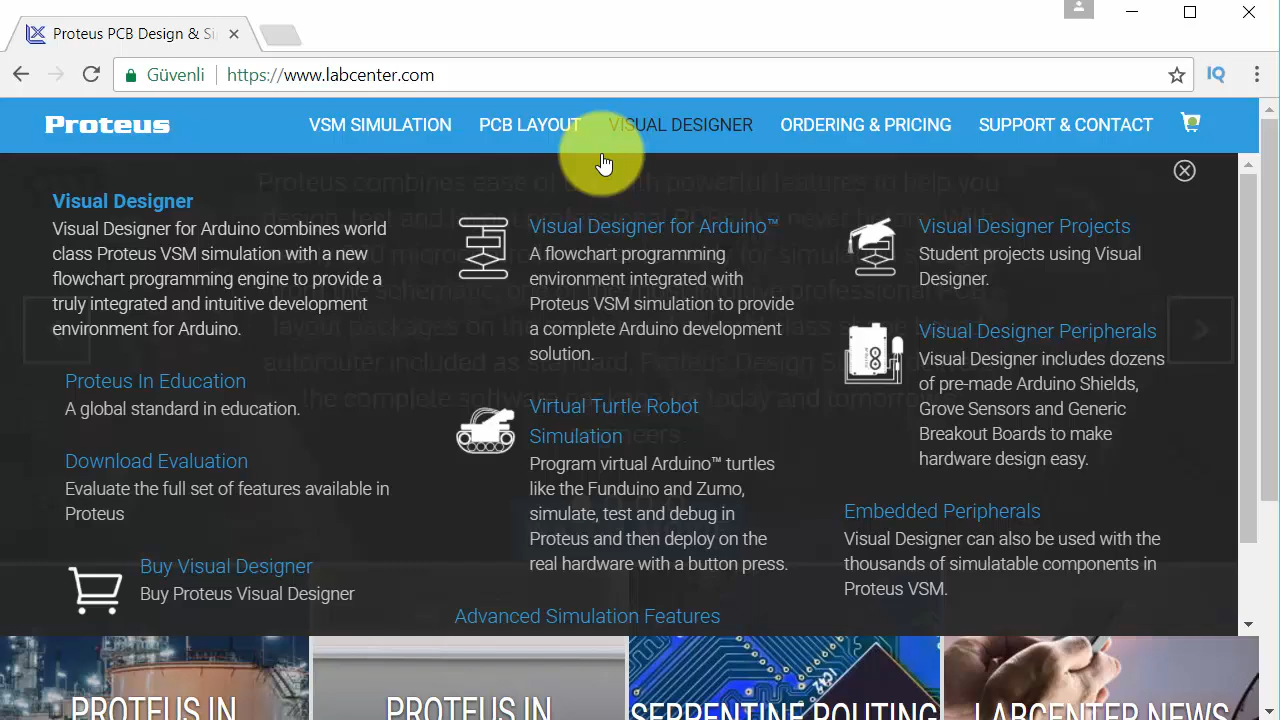 Proteus PCB Design & Si
Güvenli
https://www.labcenter.com
IQ
Proteus
VSM SIMULATION
PCB LAYOUT
VISUAL DESIGNER
ORDERING & PRICING
SUPPORT & CONTACT
Visual Designer
Visual Designer for Arduino combines world
class Proteus VSM simulation with a new
flowchart programming engine to provide a
truly integrated and intuitive development
environment for Arduino.
Proteus In Education
A global standard in education.
Download Evaluation
Evaluate the full set of features available in
Proteus
Buy Visual Designer
Buy Proteus Visual Designer
Visual Designer for Arduino™
A flowchart programming
environment integrated with
Proteus VSM simulation to provide
a complete Arduino development
solution.
Virtual Turtle Robot
Simulation
Program virtual Arduino™ turtles
like the Funduino and Zumo,
simulate, test and debug in
Proteus and then deploy on the
real hardware with a button press.
Advanced Simulation Features
Visual Designer Projects
Student projects using Visual
Designer.
Visual Designer Peripherals
Visual Designer includes dozens
of pre-made Arduino Shields,
Grove Sensors and Generic
Breakout Boards to make
hardware design easy.
Embedded Peripherals
Visual Designer can also be used with the
thousands of simulatable components in
Proteus VSM.
PROTEUS IN
PROTEUS IN
SERPENTINE ROUTING
LABCENTER NEWS